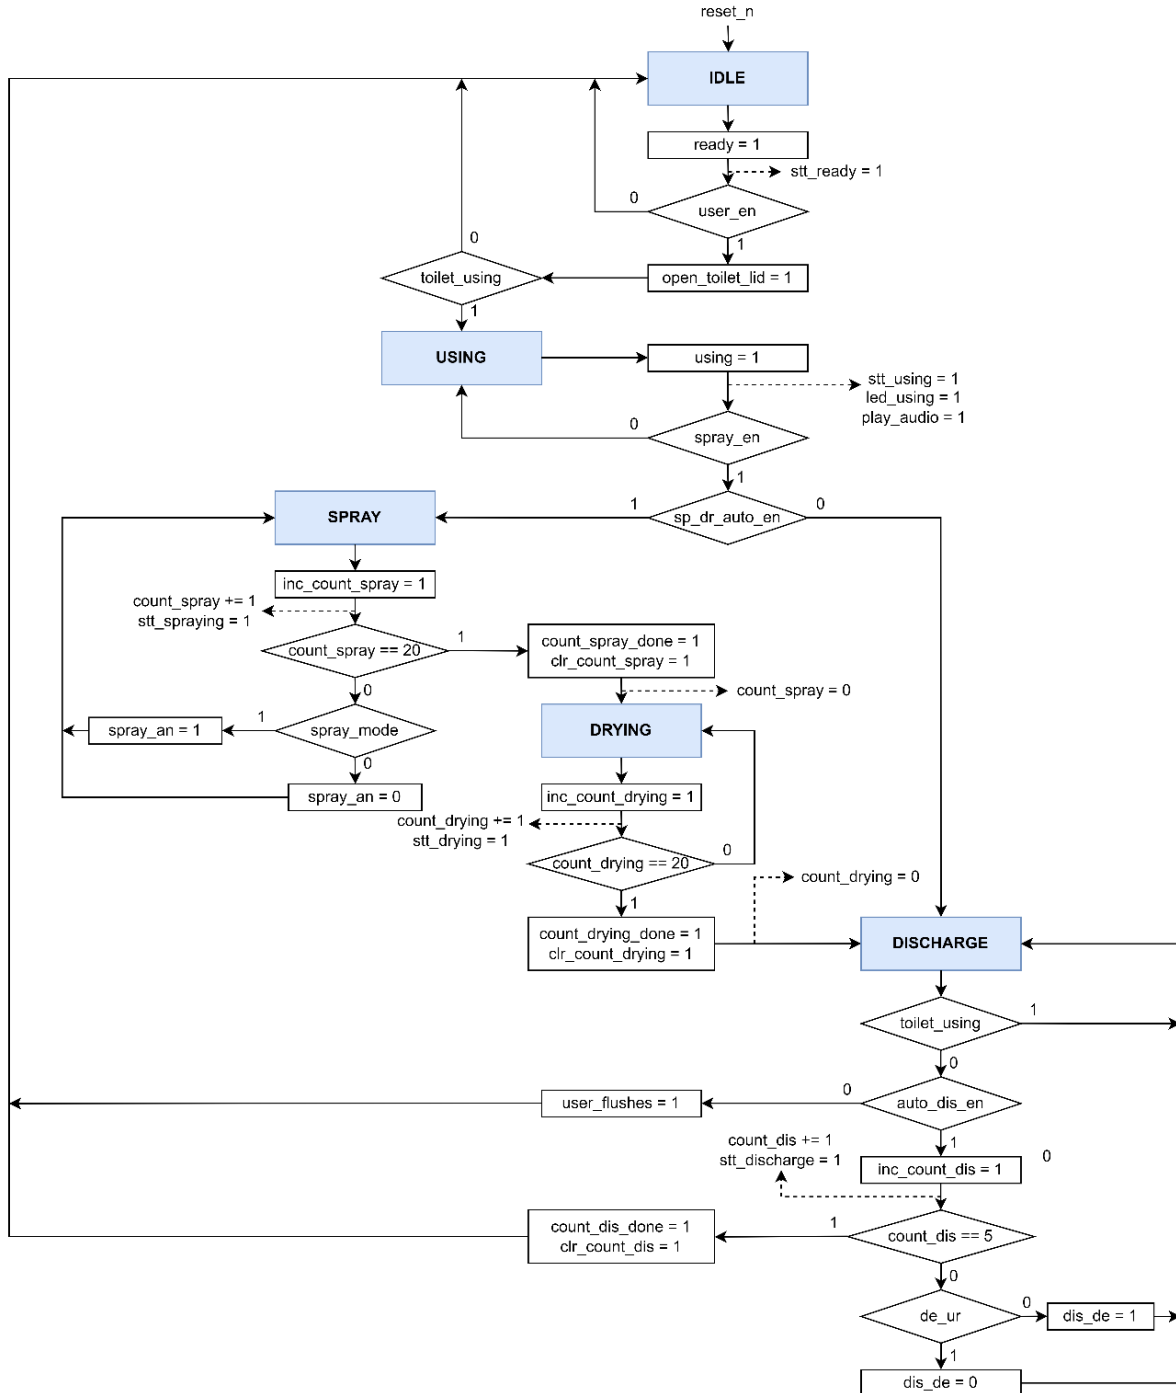 reset_n
IDLE
ready = 1
stt_ready = 1
0
user_en
1
0
toilet_using
open_toilet_lid = 1
1
USING
using = 1
stt_using = 1
led_using = 1
play_audio = 1
0
spray_en
1
SPRAY
1
sp_dr_auto_en
0
inc_count_spray = 1
count_spray += 1
stt_spraying = 1
count_spray == 20
1
count_spray_done = 1
clr_count_spray = 1
0
count_spray = 0
spray_an = 1
1
spray_mode
DRYING
0
spray_an = 0
inc_count_drying = 1
count_drying += 1
stt_drying = 1
count_drying == 20
0
count_drying = 0
1
count_drying_done = 1
clr_count_drying = 1
DISCHARGE
toilet_using
1
0
user_flushes = 1
0
auto_dis_en
count_dis += 1
stt_discharge = 1
1
inc_count_dis = 1
0
count_dis_done = 1
clr_count_dis = 1
1
count_dis == 5
0
de_ur
0
dis_de = 1
1
dis_de = 0